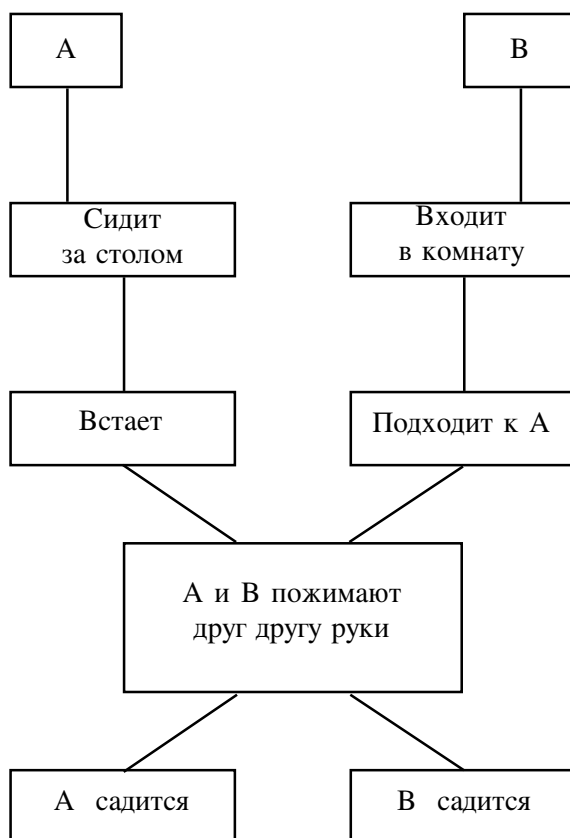 А
В
Сидит
за столом
Входит
в комнату
Встает
Подходит к А
А и В пожимают
друг другу руки
А садится
В садится